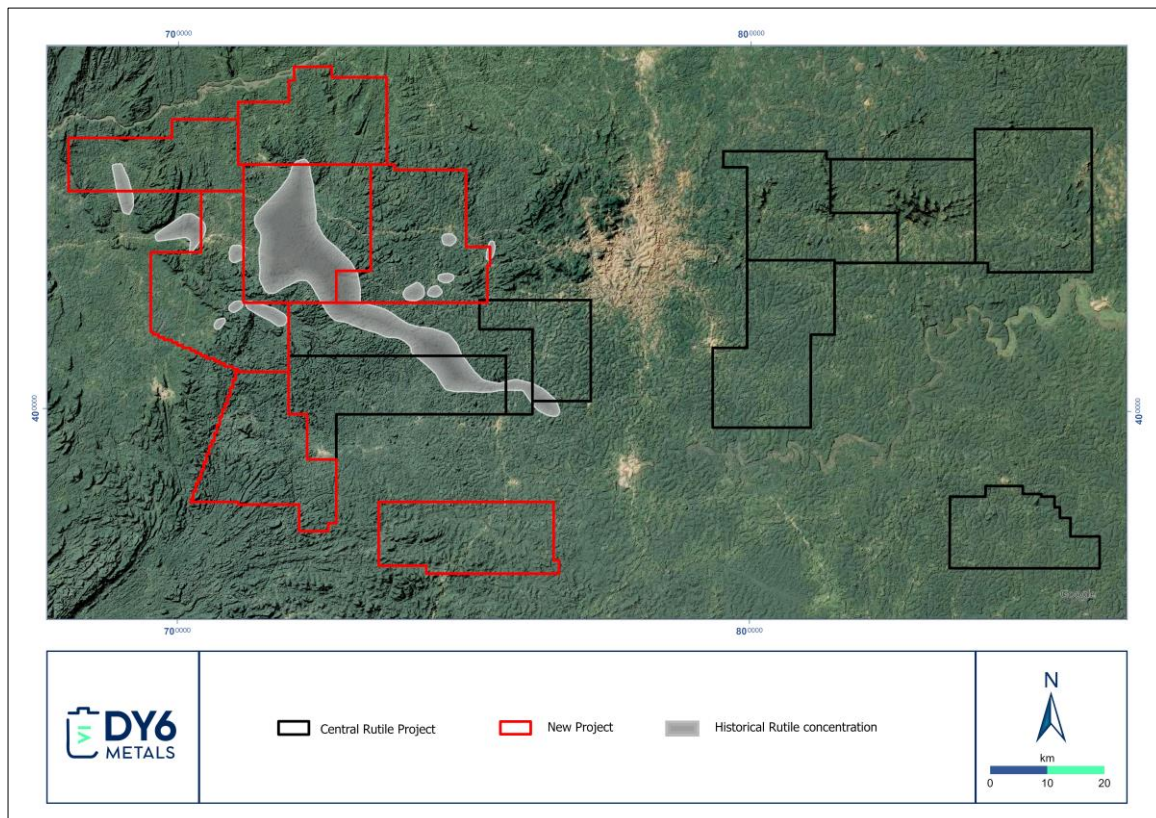 70⁰⁰⁰⁰ 80⁰⁰⁰⁰
40⁰⁰⁰⁰ 40⁰⁰⁰⁰
Google
70⁰⁰⁰⁰ 80⁰⁰⁰⁰
VI DY6
METALS
Central Rutile Project New Project Historical Rutile concentration
N
km
0 10 20